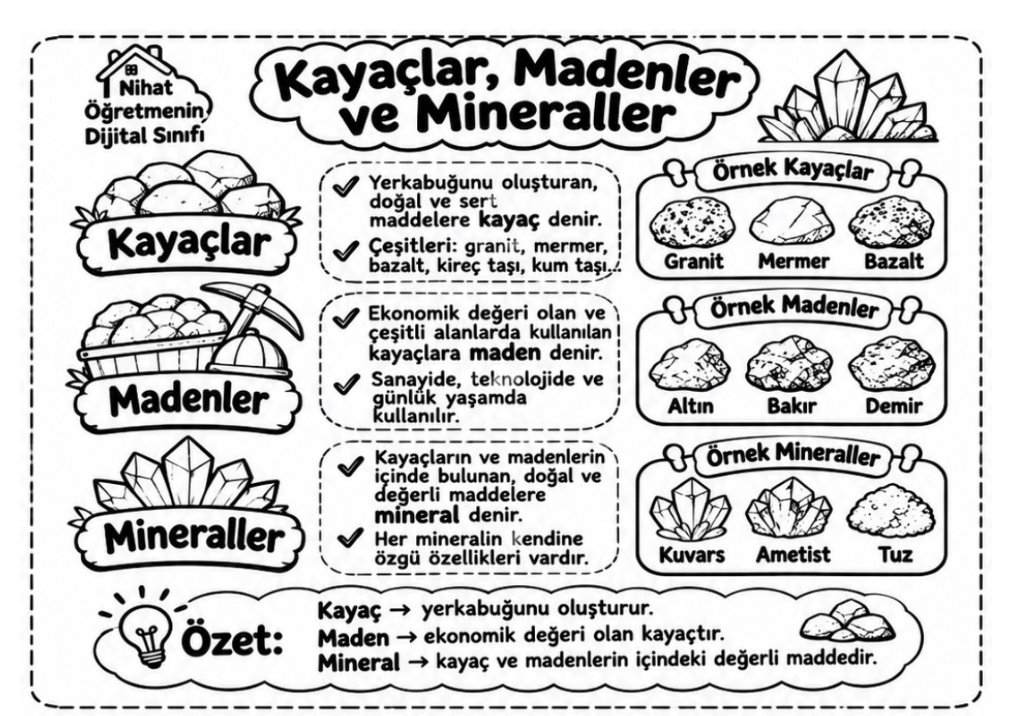 Nihat
Öğretmenin
Dijital Sınıfı
Kayaçlar, Madenler
ve Mineraller
Kayaçlar
Yerkabuğunu oluşturan,
doğal ve sert
maddelere kayaç denir.
Çeşitleri: granit, mermer,
bazalt, kireç taşı, kum taşı...
Örnek Kayaçlar
Granit Mermer Bazalt
Madenler
Ekonomik değeri olan ve
çeşitli alanlarda kullanılan
kayaçlara maden denir.
Sanayide, teknolojide ve
günlük yaşamda
kullanılır.
Örnek Madenler
Altın Bakır Demir
Mineraller
Kayaçların ve madenlerin
içinde bulunan, doğal ve
değerli maddelere
mineral denir.
Her mineralin kendine
özgü özellikleri vardır.
Örnek Mineraller
Kuvars Ametist Tuz
Özet:
Kayaç → yerkabuğunu oluşturur.
Maden → ekonomik değeri olan kayaçtır.
Mineral → kayaç ve madenlerin içindeki değerli maddedir.